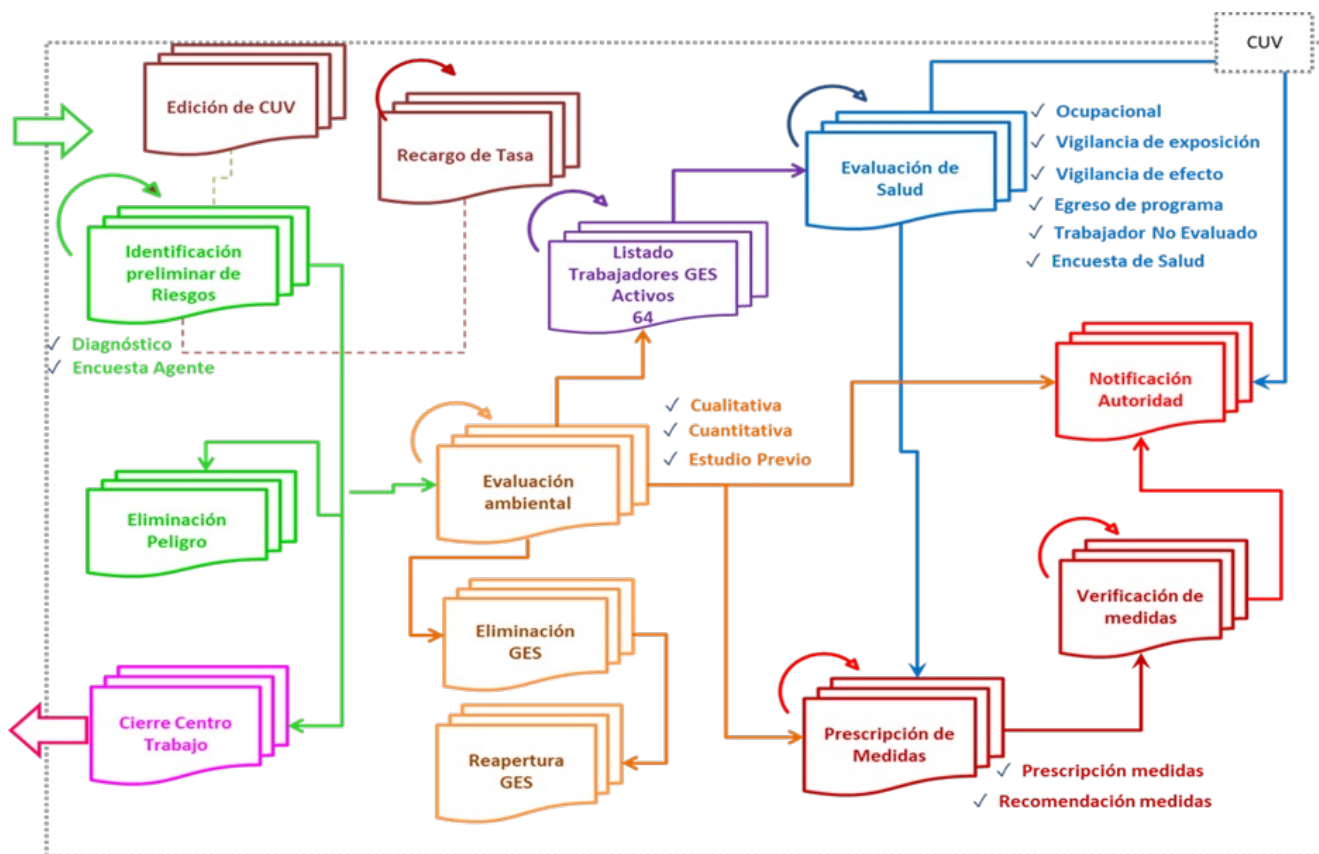 CUV
Edición de CUV
Recargo de Tasa
Evaluación de
Salud
✓ Ocupacional
✓ Vigilancia de exposición
✓ Vigilancia de efecto
✓ Egreso de programa
✓ Trabajador No Evaluado
✓ Encuesta de Salud
Identificación
preliminar de
Riesgos
✓ Diagnóstico
✓ Encuesta Agente
Listado
Trabajadores GES
Activos
64
Notificación
Autoridad
✓ Cualitativa
✓ Cuantitativa
✓ Estudio Previo
Evaluación
ambiental
Eliminación
Peligro
Eliminación
GES
Verificación de
medidas
Cierre Centro
Trabajo
Reapertura
GES
Prescripción de
Medidas
✓ Prescripción medidas
✓ Recomendación medidas